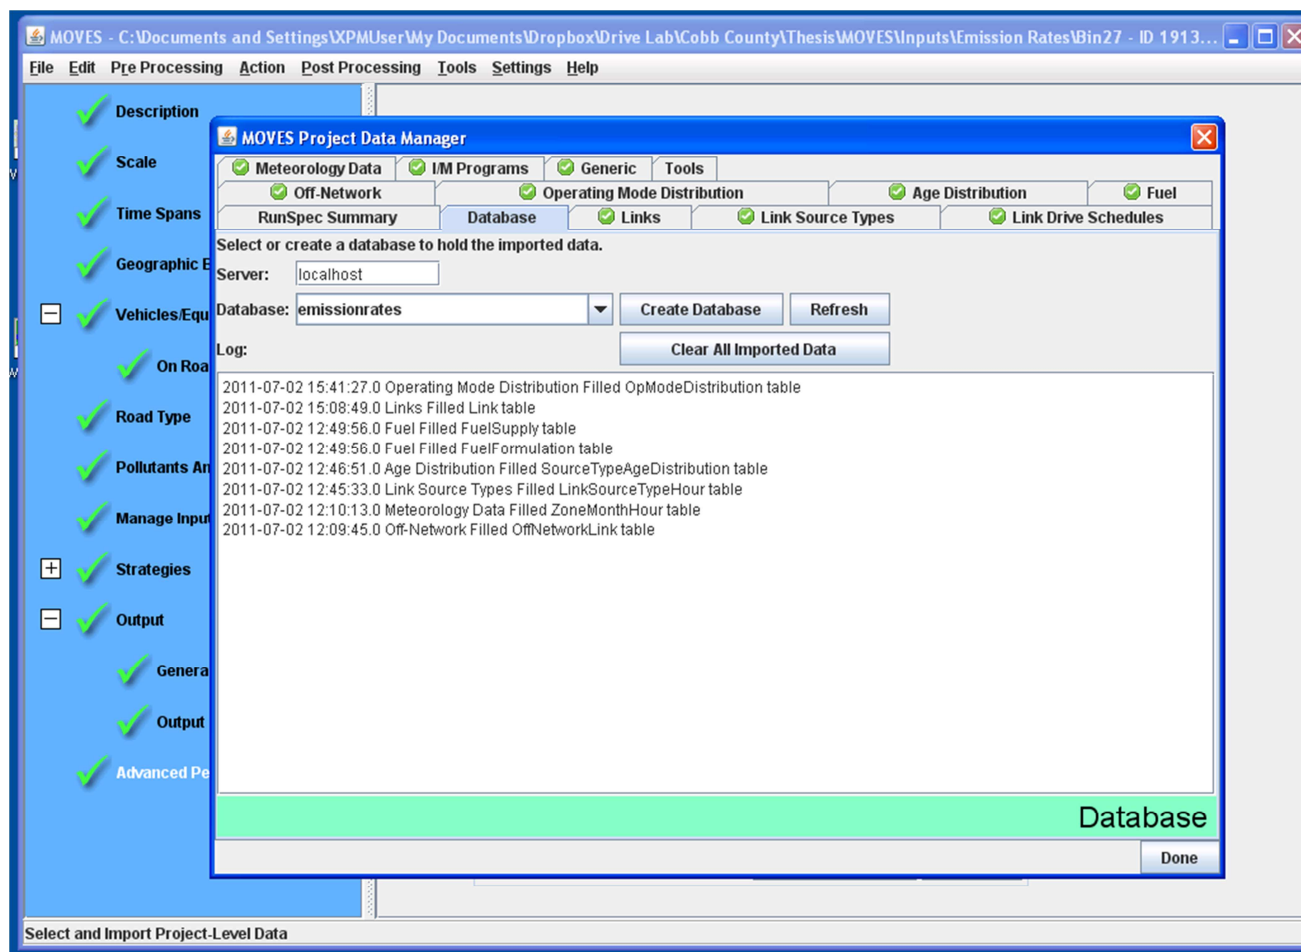 MOVES - C:\Documents and Settings\XPMUser\My Documents\Dropbox\Drive Lab\Cobb County\Thesis\MOVES\Inputs\Emission Rates\Bin27 - ID 1913...
File Edit Pre Processing Action Post Processing Tools Settings Help
Description
Scale
Time Spans
Geographic B
Vehicles/Equ
On Roa
Road Type
Pollutants An
Manage Input
Strategies
Output
Genera
Output
Advanced Pe
MOVES Project Data Manager
Meteorology Data I/M Programs Generic Tools
Off-Network Operating Mode Distribution Age Distribution Fuel
RunSpec Summary Database Links Link Source Types Link Drive Schedules
Select or create a database to hold the imported data.
Server: localhost
Database: emissionrates Create Database Refresh
Log: Clear All Imported Data
2011-07-02 15:41:27.0 Operating Mode Distribution Filled OpModeDistribution table
2011-07-02 15:08:49.0 Links Filled Link table
2011-07-02 12:49:56.0 Fuel Filled FuelSupply table
2011-07-02 12:49:56.0 Fuel Filled FuelFormulation table
2011-07-02 12:46:51.0 Age Distribution Filled SourceTypeAgeDistribution table
2011-07-02 12:45:33.0 Link Source Types Filled LinkSourceTypeHour table
2011-07-02 12:10:13.0 Meteorology Data Filled ZoneMonthHour table
2011-07-02 12:09:45.0 Off-Network Filled OffNetworkLink table
Database
Done
Select and Import Project-Level Data